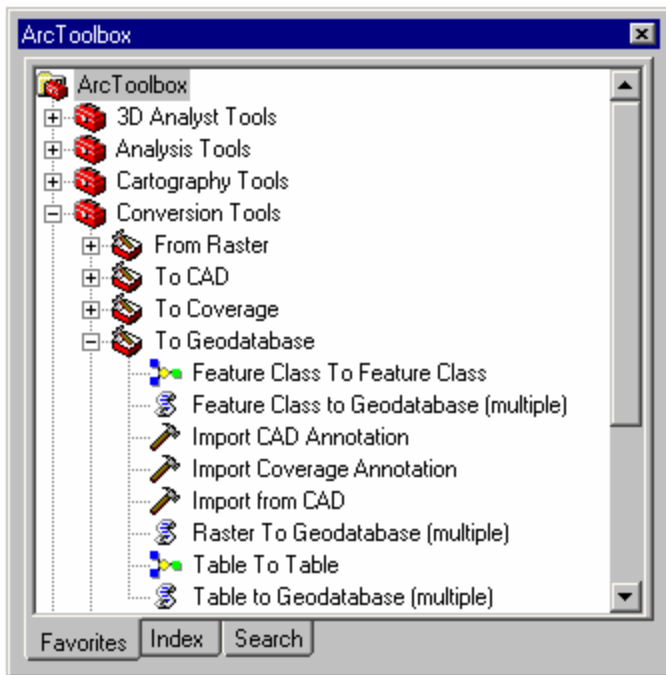 ArcToolbox
ArcToolbox
3D Analyst Tools
Analysis Tools
Cartography Tools
Conversion Tools
From Raster
To CAD
To Coverage
To Geodatabase
Feature Class To Feature Class
Feature Class to Geodatabase (multiple)
Import CAD Annotation
Import Coverage Annotation
Import from CAD
Raster To Geodatabase (multiple)
Table To Table
Table to Geodatabase (multiple)
Favorites Index Search